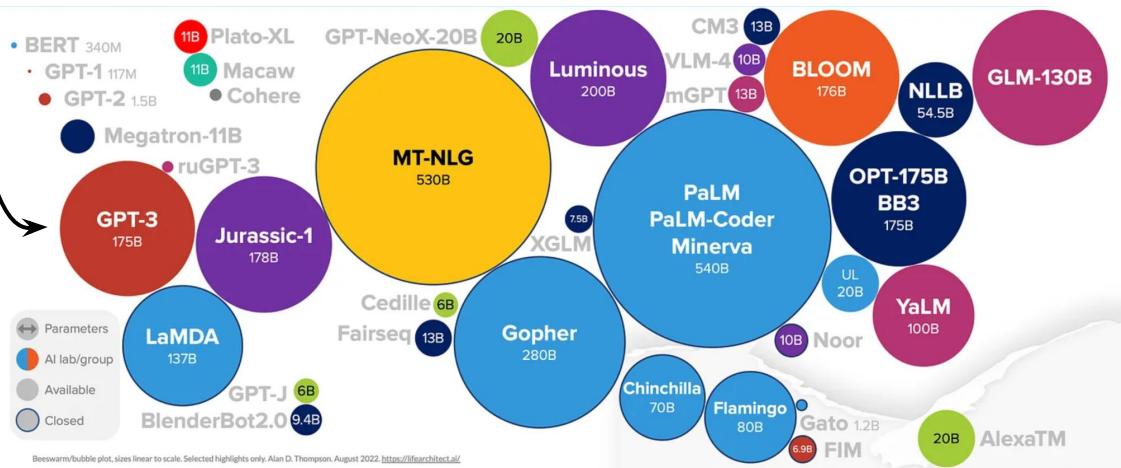 BERT 340M
GPT-1 117M
GPT-2 1.5B
Megatron-11B
11B Plato-XL
11B Macaw
Cohere
ruGPT-3
GPT-3
175B
Jurassic-1
178B
LaMDA
137B
GPT-NeoX-20B 20B
MT-NLG
530B
Luminous
200B
CM3 13B
VLM-4 10B
mGPT 13B
BLOOM
176B
NLLB
54.5B
GLM-130B
PaLM
PaLM-Coder
Minerva
540B
OPT-175B
BB3
175B
7.5B
XGLM
UL
20B
YaLM
100B
Cedille 6B
Fairseq 13B
Gopher
280B
10B Noor
Chinchilla
70B
Flamingo
80B
Gato 1.2B
6.9B FIM
20B AlexaTM
GPT-J 6B
BlenderBot2.0 9.4B
Parameters
AI lab/group
Available
Closed
Beeswarm/bubble plot, sizes linear to scale. Selected highlights only. Alan D. Thompson. August 2022. https://lifearchitect.ai/